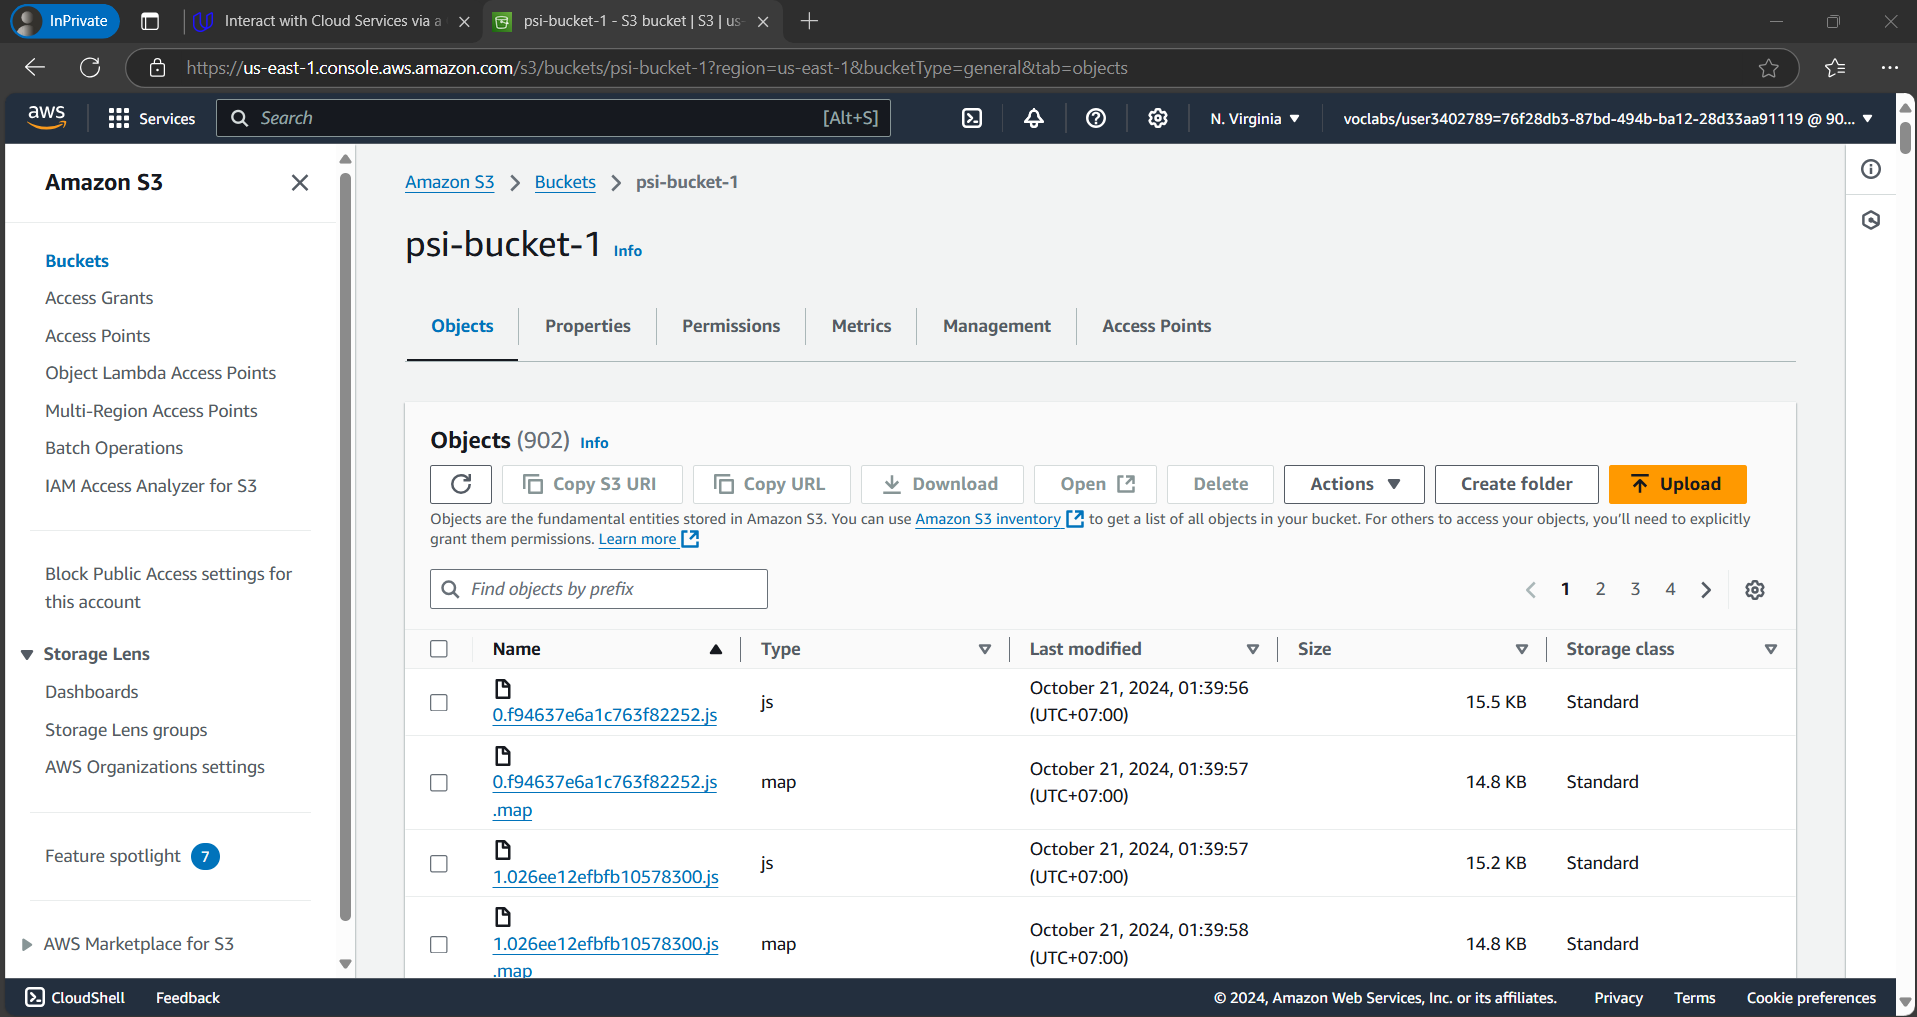 InPrivate
Interact with Cloud Services via a
psi-bucket-1 - S3 bucket | S3 | us-
https://us-east-1.console.aws.amazon.com/s3/buckets/psi-bucket-1?region=us-east-1&bucketType=general&tab=objects
aws
Services
Search
[Alt+S]
N. Virginia
voclabs/user3402789=76f28db3-87bd-494b-ba12-28d33aa91119 @ 90...
Amazon S3
Buckets
Access Grants
Access Points
Object Lambda Access Points
Multi-Region Access Points
Batch Operations
IAM Access Analyzer for S3
Block Public Access settings for
this account
Storage Lens
Dashboards
Storage Lens groups
AWS Organizations settings
Feature spotlight 7
AWS Marketplace for S3
Amazon S3 > Buckets > psi-bucket-1
psi-bucket-1 Info
Objects
Properties
Permissions
Metrics
Management
Access Points
Objects (902) Info
Copy S3 URI
Copy URL
Download
Open
Delete
Actions
Create folder
Upload
Objects are the fundamental entities stored in Amazon S3. You can use Amazon S3 inventory to get a list of all objects in your bucket. For others to access your objects, you'll need to explicitly
grant them permissions. Learn more
Find objects by prefix
1 2 3 4
Name
Type
Last modified
Size
Storage class
0.f94637e6a1c763f82252.js
js
October 21, 2024, 01:39:56
(UTC+07:00)
15.5 KB
Standard
0.f94637e6a1c763f82252.js
.map
map
October 21, 2024, 01:39:57
(UTC+07:00)
14.8 KB
Standard
1.026ee12efbfb10578300.js
js
October 21, 2024, 01:39:57
(UTC+07:00)
15.2 KB
Standard
1.026ee12efbfb10578300.js
.map
map
October 21, 2024, 01:39:58
(UTC+07:00)
14.8 KB
Standard
CloudShell
Feedback
© 2024, Amazon Web Services, Inc. or its affiliates.
Privacy
Terms
Cookie preferences